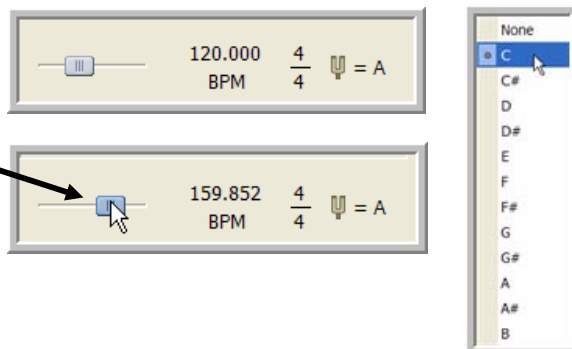 120.000
BPM
4
4
= A
159.852
BPM
4
4
= A
None
C
C#
D
D#
E
F
F#
G
G#
A
A#
B